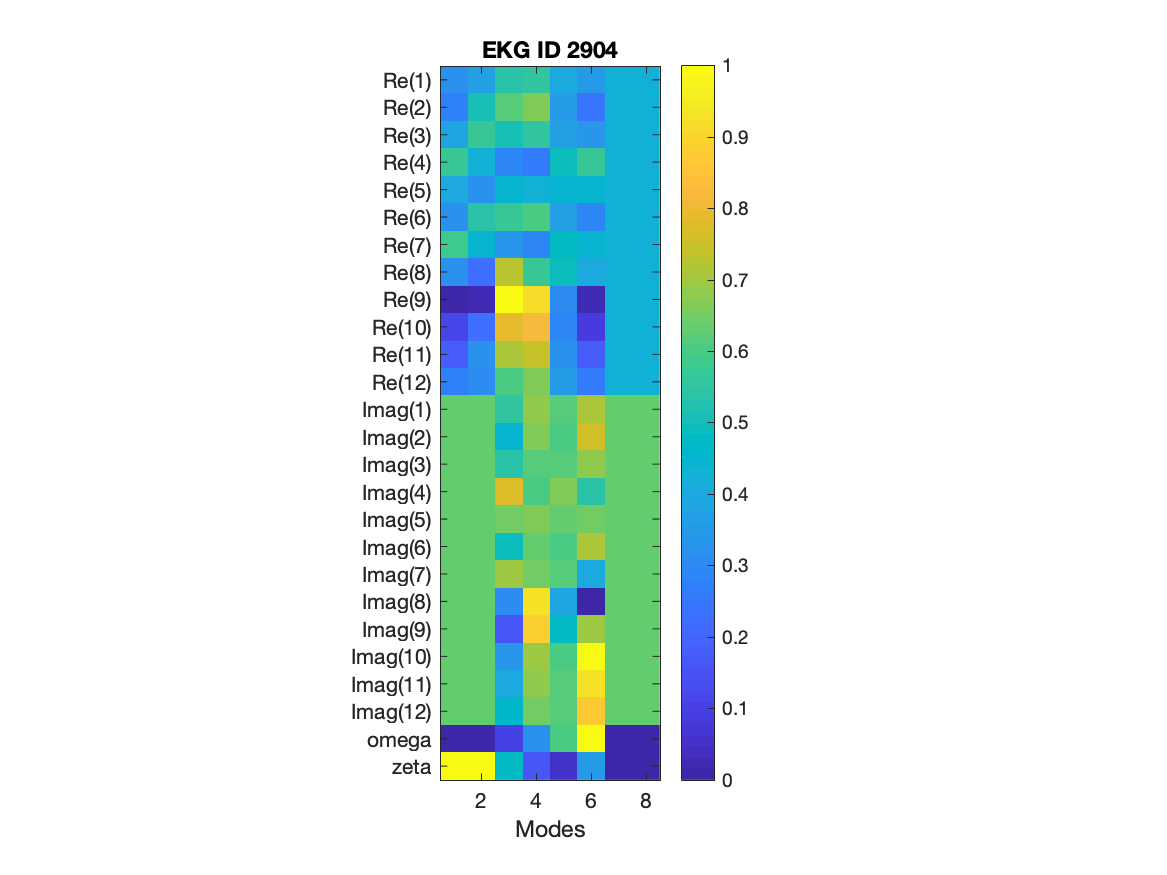 EKG ID 2904
Re(1)
Re(2)
Re(3)
Re(4)
Re(5)
Re(6)
Re(7)
Re(8)
Re(9)
Re(10)
Re(11)
Re(12)
Imag(1)
Imag(2)
Imag(3)
Imag(4)
Imag(5)
Imag(6)
Imag(7)
Imag(8)
Imag(9)
Imag(10)
Imag(11)
Imag(12)
omega
zeta
2 4 6 8
Modes
1
0.9
0.8
0.7
0.6
0.5
0.4
0.3
0.2
0.1
0